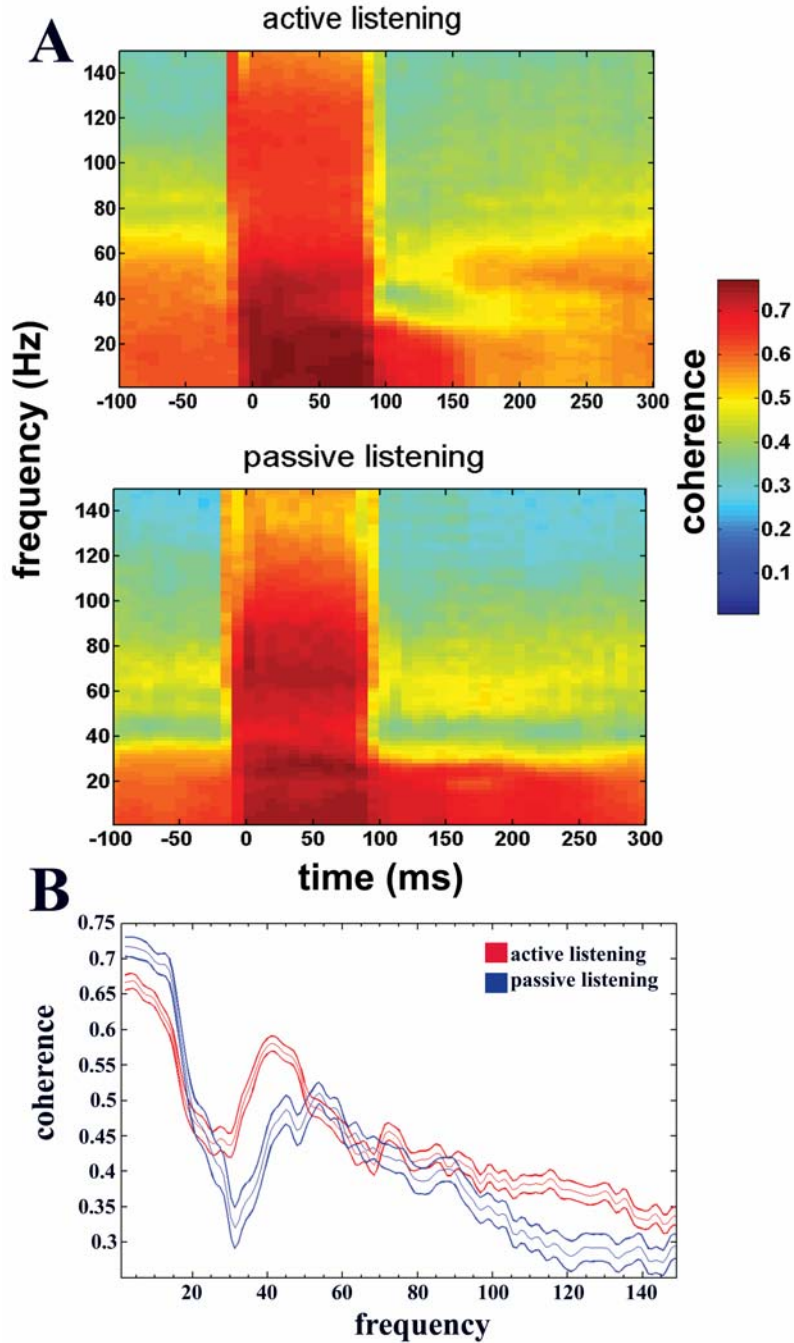 A
active listening
140
120
100
80
60
40
20
-100 -50 0 50 100 150 200 250 300
frequency (Hz)
passive listening
140
120
100
80
60
40
20
-100 -50 0 50 100 150 200 250 300
time (ms)
coherence
0.7
0.6
0.5
0.4
0.3
0.2
0.1
B
0.75
0.7
0.65
0.6
0.55
0.5
0.45
0.4
0.35
0.3
coherence
active listening
passive listening
20 40 60 80 100 120 140
frequency